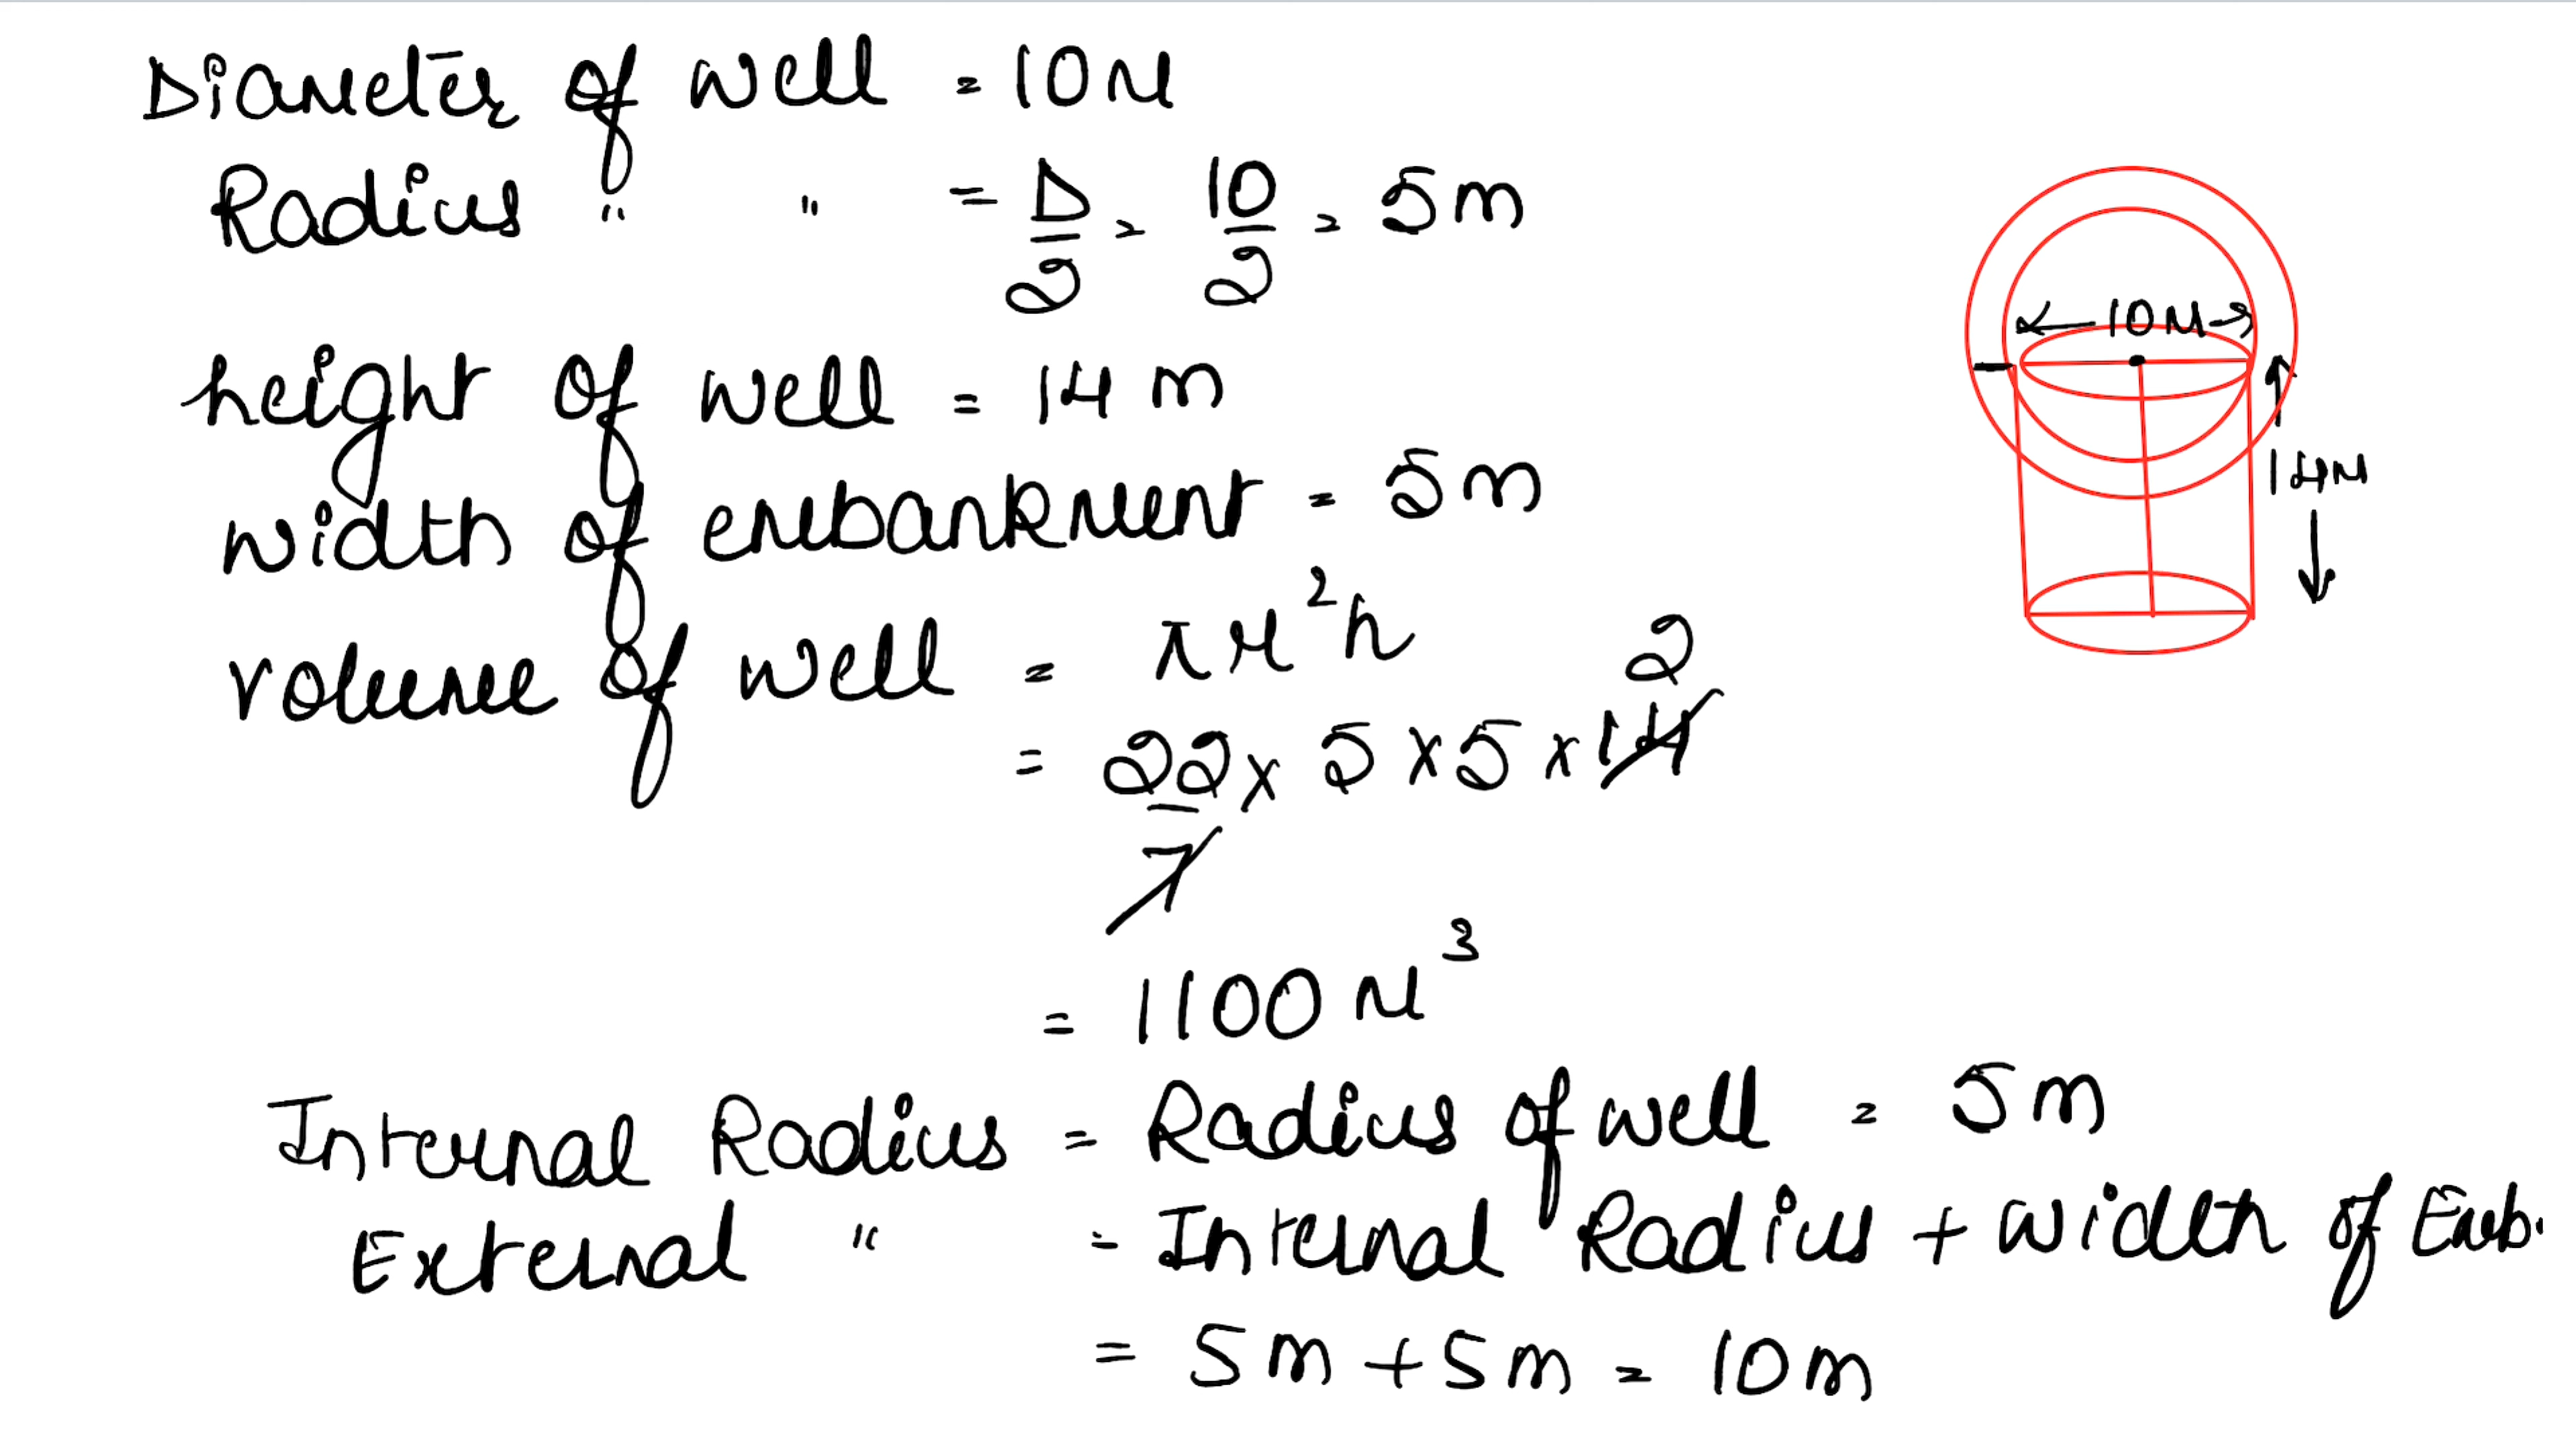 Diameter of well = 10m
Radius " " = D/2 = 10/2 = 5m
height of well = 14 m
width of embankment = 5m
volume of well = πr²h
= 22/7 × 5 × 5 × 14 2
= 1100 m³
Internal Radius = Radius of well = 5m
External " = Internal Radius + width of Emb.
= 5m + 5m = 10m
10m
14m